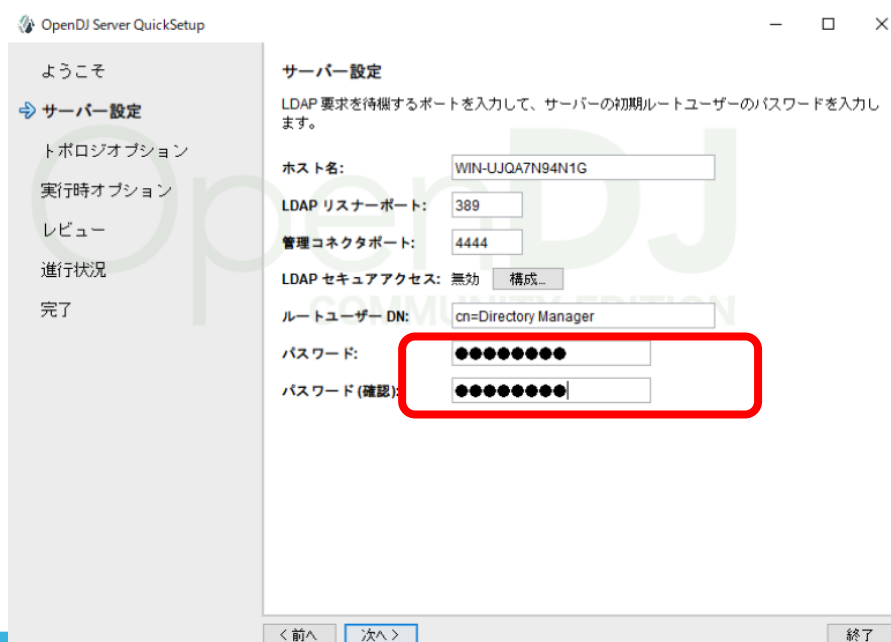 OpenDJ Server QuickSetup
ようこそ
サーバー設定
トポロジオプション
実行時オプション
レビュー
進行状況
完了
サーバー設定
LDAP 要求を待機するポートを入力して、サーバーの初期ルートユーザーのパスワードを入力し
ます。
ホスト名: WIN-UJQA7N94N1G
LDAP リスナーポート: 389
管理コネクタポート: 4444
LDAP セキュアアクセス: 無効 構成...
ルートユーザー DN: cn=Directory Manager
パスワード: ●●●●●●●●
パスワード (確認): ●●●●●●●●
OpenDJ
COMMUNITY EDITION
< 前へ 次へ > 終了